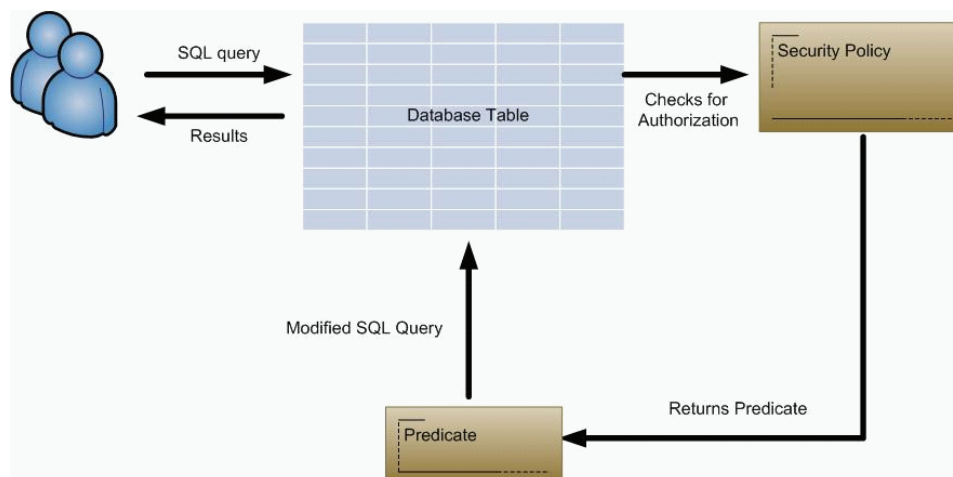 SQL query
Results
Database Table
Checks for
Authorization
Security Policy
Modified SQL Query
Returns Predicate
Predicate